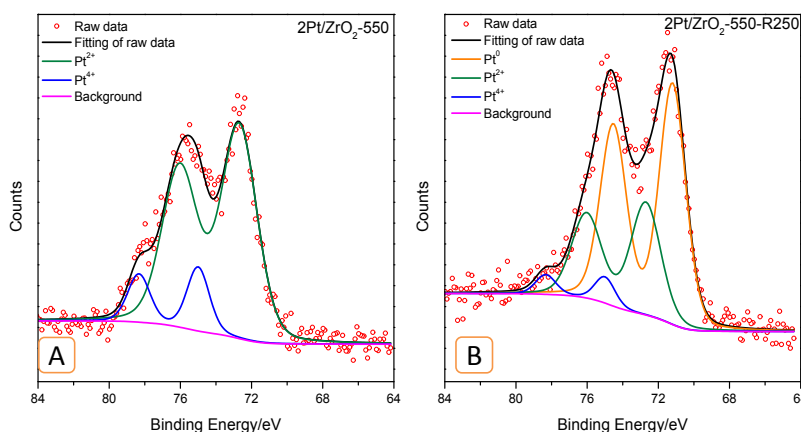 2Pt/ZrO₂-550
Raw data
Fitting of raw data
Pt²⁺
Pt⁴⁺
Background
Counts
A
84 80 76 72 68 64
Binding Energy/eV
2Pt/ZrO₂-550-R250
Raw data
Fitting of raw data
Pt⁰
Pt²⁺
Pt⁴⁺
Background
Counts
B
84 80 76 72 68 6
Binding Energy/eV